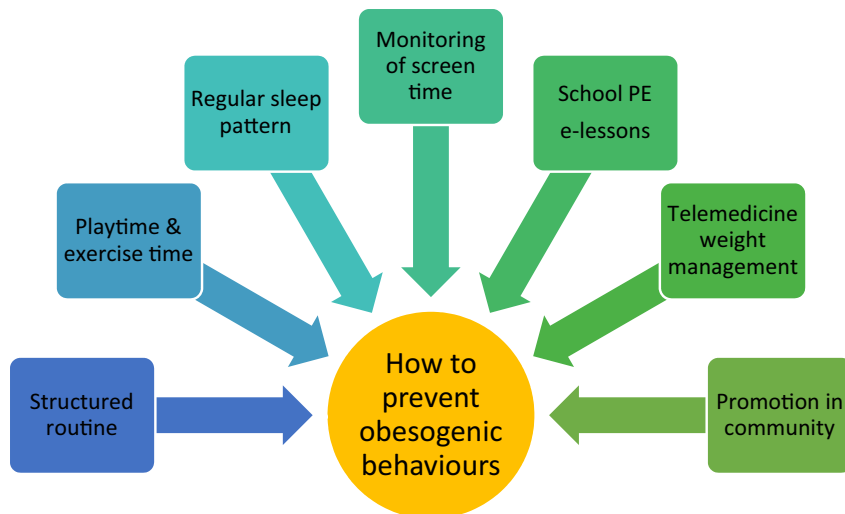 Monitoring
of screen
time
Regular sleep
pattern
School PE
e-lessons
Playtime &
exercise time
Telemedicine
weight
management
Structured
routine
How to
prevent
obesogenic
behaviours
Promotion in
community